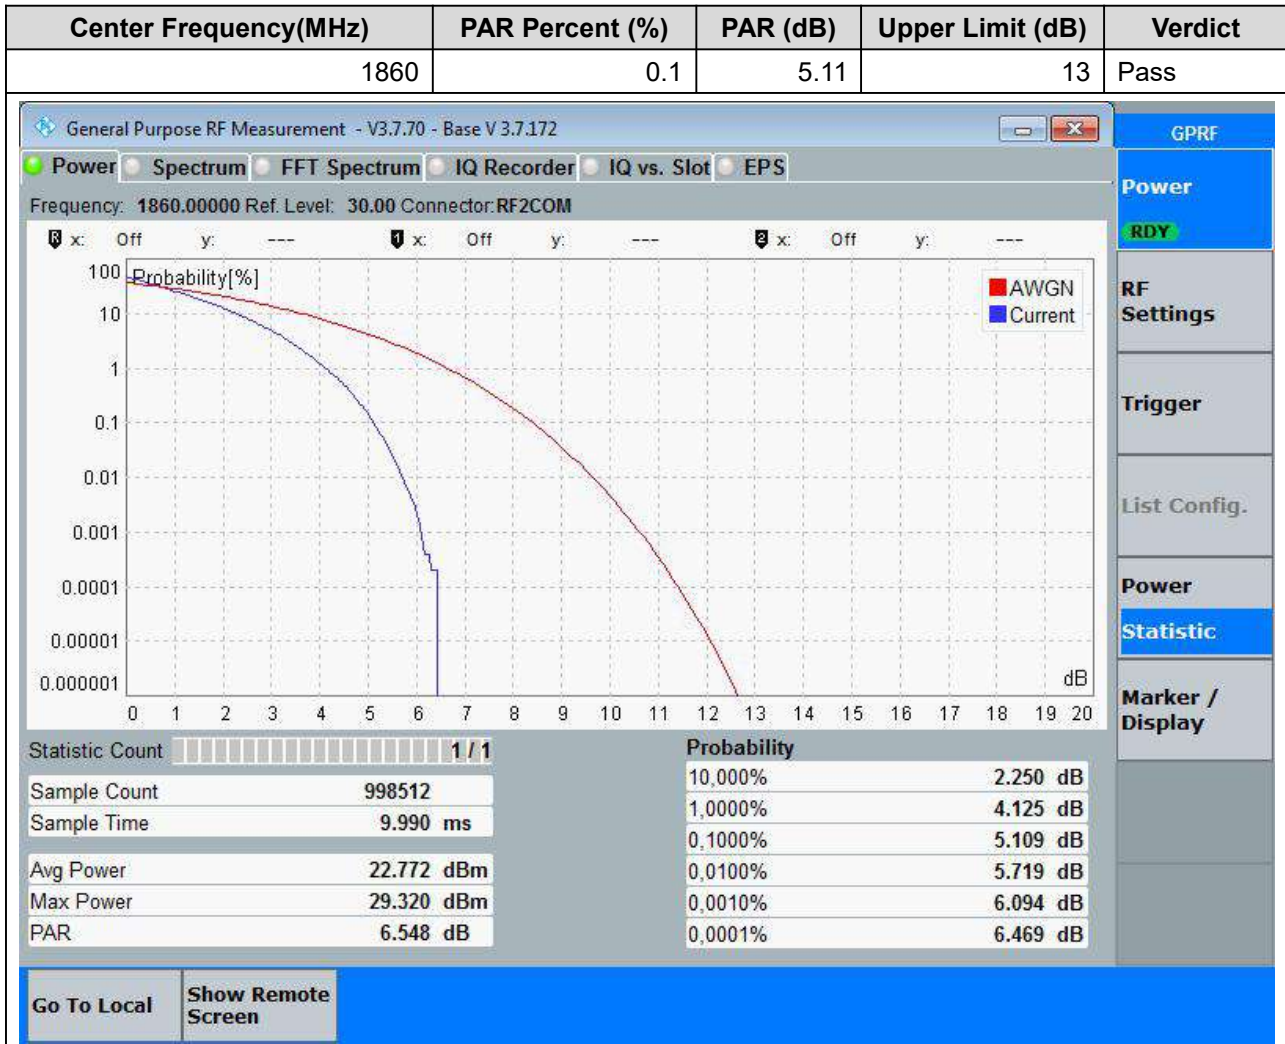 Center Frequency(MHz) PAR Percent (%) PAR (dB) Upper Limit (dB) Verdict
1860 0.1 5.11 13 Pass
General Purpose RF Measurement - V3.7.70 - Base V 3.7.172
GPRF
Power Spectrum FFT Spectrum IQ Recorder IQ vs. Slot EPS
Frequency: 1860.00000 Ref. Level: 30.00 Connector:RF2COM
R x: Off y: --- 1 x: Off y: --- 2 x: Off y: ---
Probability[%]
AWGN
Current
100
10
1
0.1
0.01
0.001
0.0001
0.00001
0.000001
dB
0 1 2 3 4 5 6 7 8 9 10 11 12 13 14 15 16 17 18 19 20
Statistic Count 1 / 1
Sample Count 998512
Sample Time 9.990 ms
Avg Power 22.772 dBm
Max Power 29.320 dBm
PAR 6.548 dB
Probability
10,000% 2.250 dB
1,0000% 4.125 dB
0,1000% 5.109 dB
0,0100% 5.719 dB
0,0010% 6.094 dB
0,0001% 6.469 dB
Power
RDY
RF
Settings
Trigger
List Config.
Power
Statistic
Marker /
Display
Go To Local
Show Remote
Screen